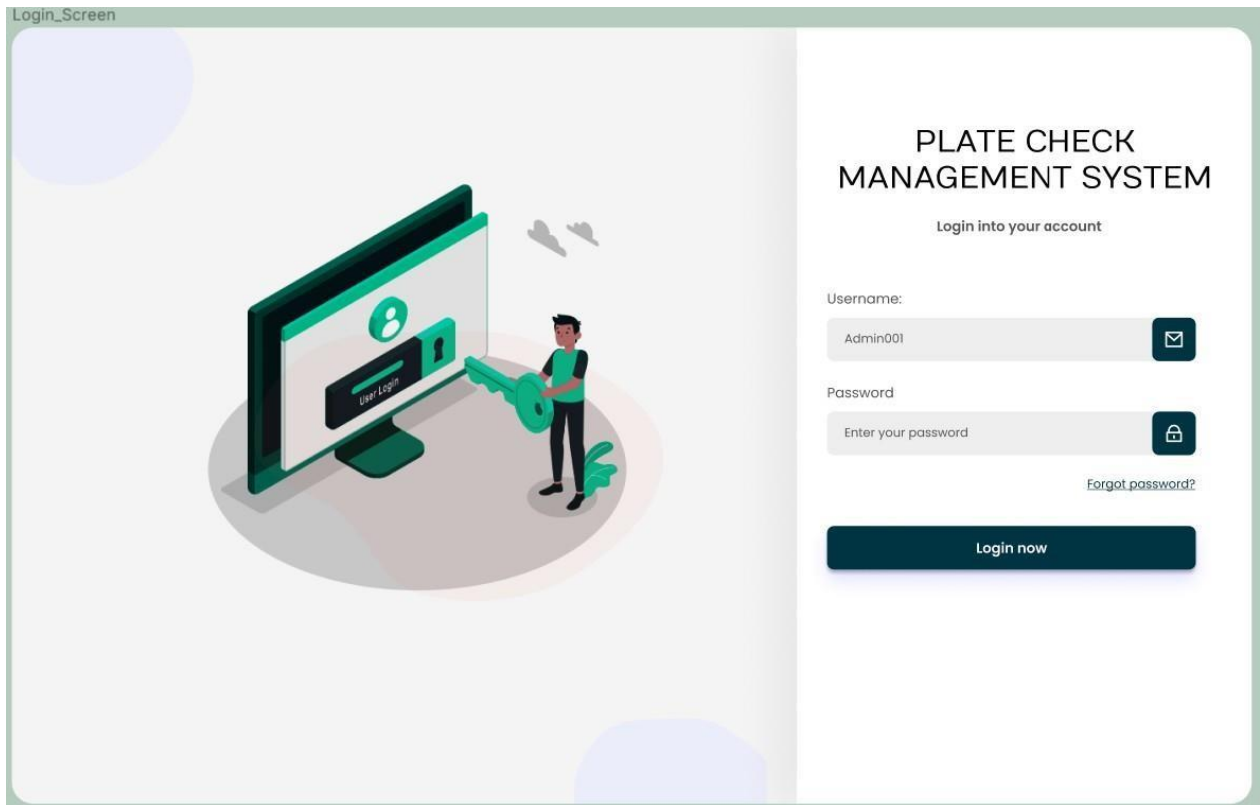 Login_Screen
User Login
PLATE CHECK
MANAGEMENT SYSTEM
Login into your account
Username:
Admin001
Password
Enter your password
Forgot password?
Login now